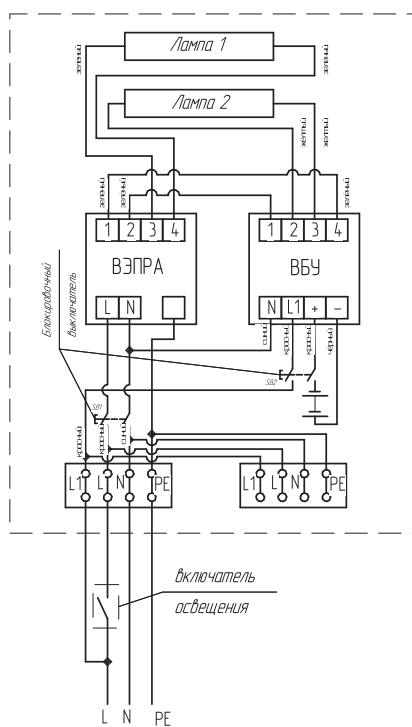 Лампа 1
Лампа 2
1 2 3 4
1 2 3 4
ВЭПРА
ВБУ
Блокировочный
выключатель
L N
N L1 + −
SB2
SB1
L1 L N PE
L1 L N PE
включатель
освещения
L N PE